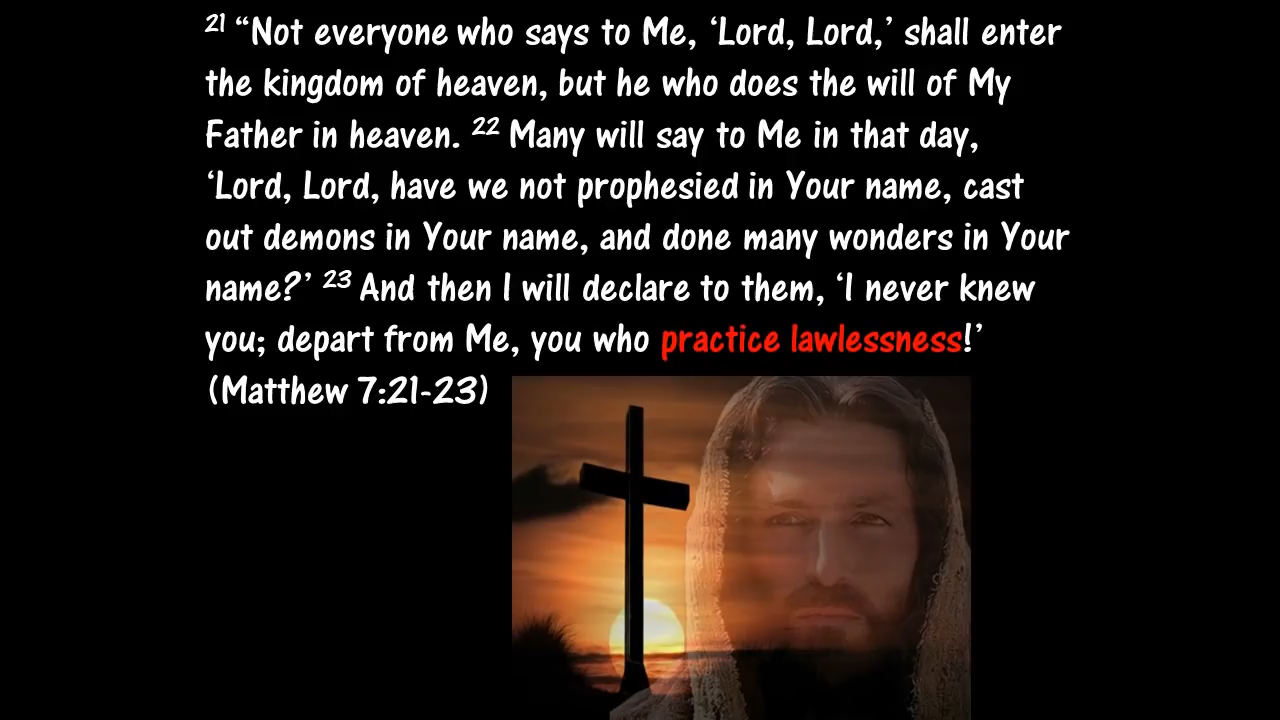 21 “Not everyone who says to Me, ‘Lord, Lord,’ shall enter
the kingdom of heaven, but he who does the will of My
Father in heaven. 22 Many will say to Me in that day,
‘Lord, Lord, have we not prophesied in Your name, cast
out demons in Your name, and done many wonders in Your
name?’ 23 And then I will declare to them, ‘I never knew
you; depart from Me, you who practice lawlessness!’
(Matthew 7:21-23)